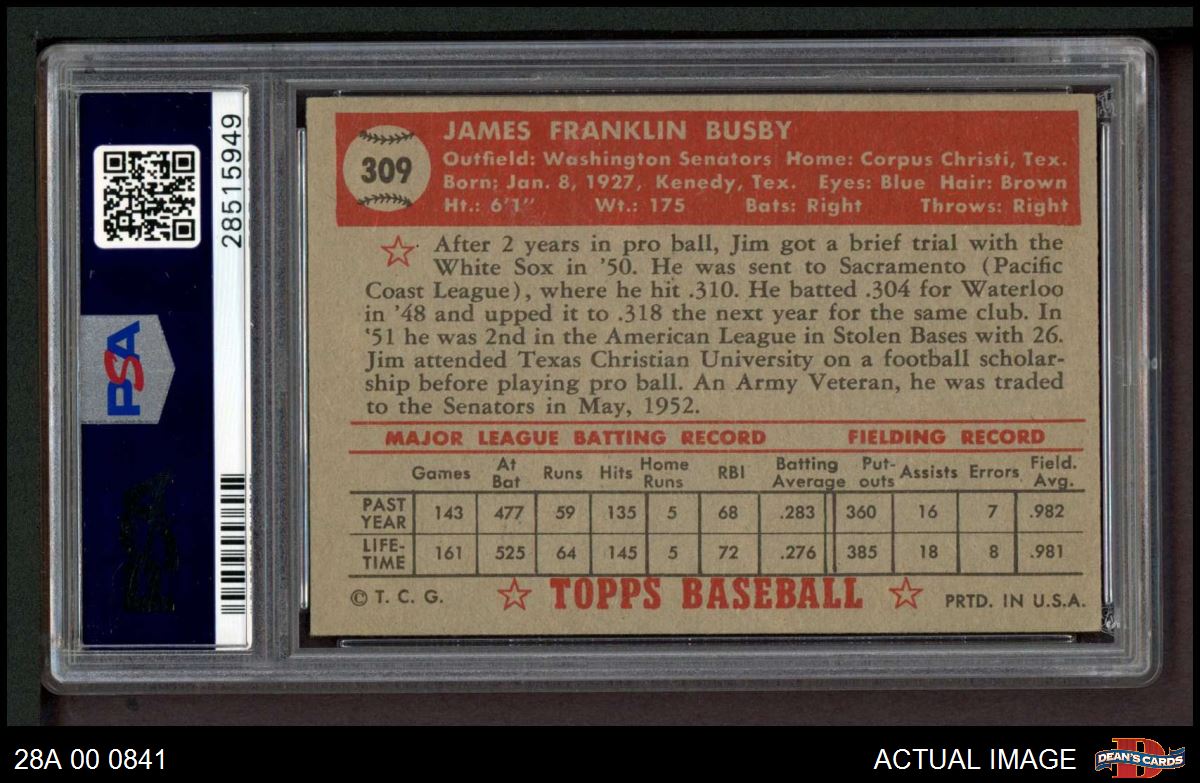 28515949
PSA
309
JAMES FRANKLIN BUSBY
Outfield: Washington Senators Home: Corpus Christi, Tex.
Born: Jan. 8, 1927, Kenedy, Tex. Eyes: Blue Hair: Brown
Ht.: 6'1" Wt.: 175 Bats: Right Throws: Right
After 2 years in pro ball, Jim got a brief trial with the
White Sox in '50. He was sent to Sacramento (Pacific
Coast League), where he hit .310. He batted .304 for Waterloo
in '48 and upped it to .318 the next year for the same club. In
'51 he was 2nd in the American League in Stolen Bases with 26.
Jim attended Texas Christian University on a football scholar-
ship before playing pro ball. An Army Veteran, he was traded
to the Senators in May, 1952.
MAJOR LEAGUE BATTING RECORD FIELDING RECORD
Games At Bat Runs Hits Home Runs RBI Batting Average Put-outs Assists Errors Field. Avg.
PAST YEAR 143 477 59 135 5 68 .283 360 16 7 .982
LIFE-TIME 161 525 64 145 5 72 .276 385 18 8 .981
© T. C. G. TOPPS BASEBALL PRTD. IN U.S.A.
28A 00 0841 ACTUAL IMAGE
D
DEAN'S CARDS